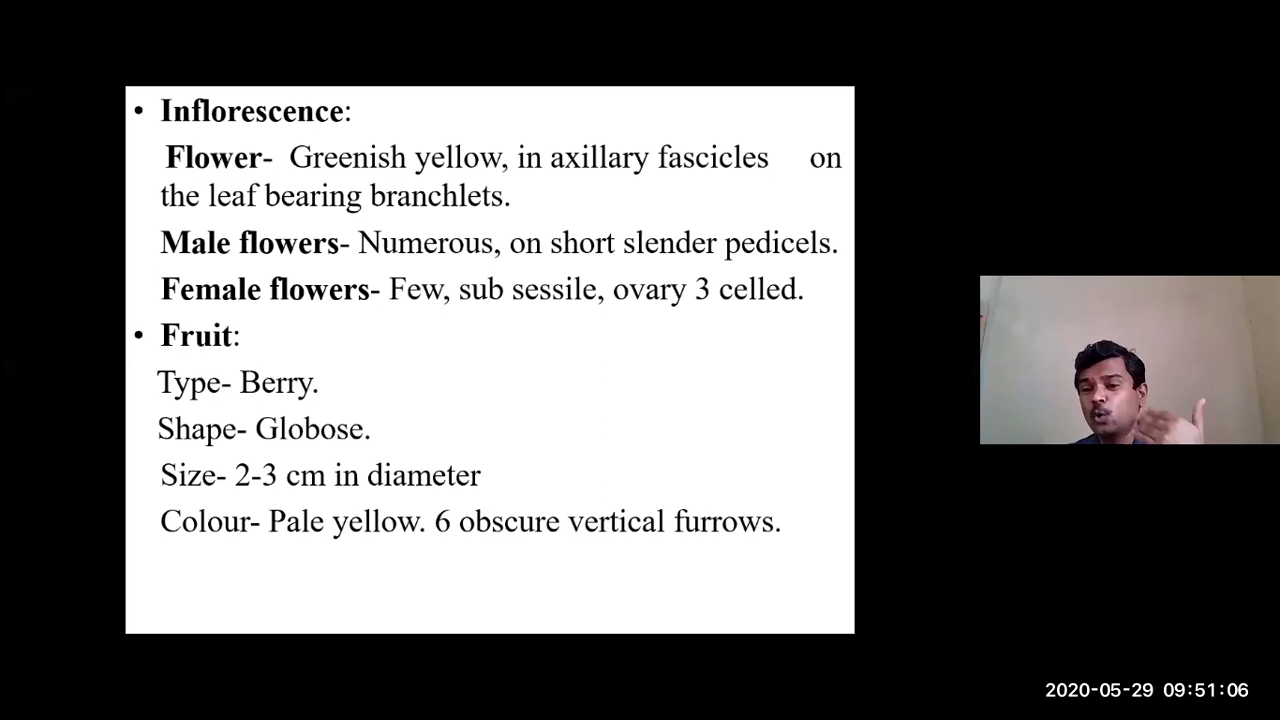 • Inflorescence:
Flower- Greenish yellow, in axillary fascicles on
the leaf bearing branchlets.
Male flowers- Numerous, on short slender pedicels.
Female flowers- Few, sub sessile, ovary 3 celled.
• Fruit:
Type- Berry.
Shape- Globose.
Size- 2-3 cm in diameter
Colour- Pale yellow. 6 obscure vertical furrows.
2020-05-29 09:51:06